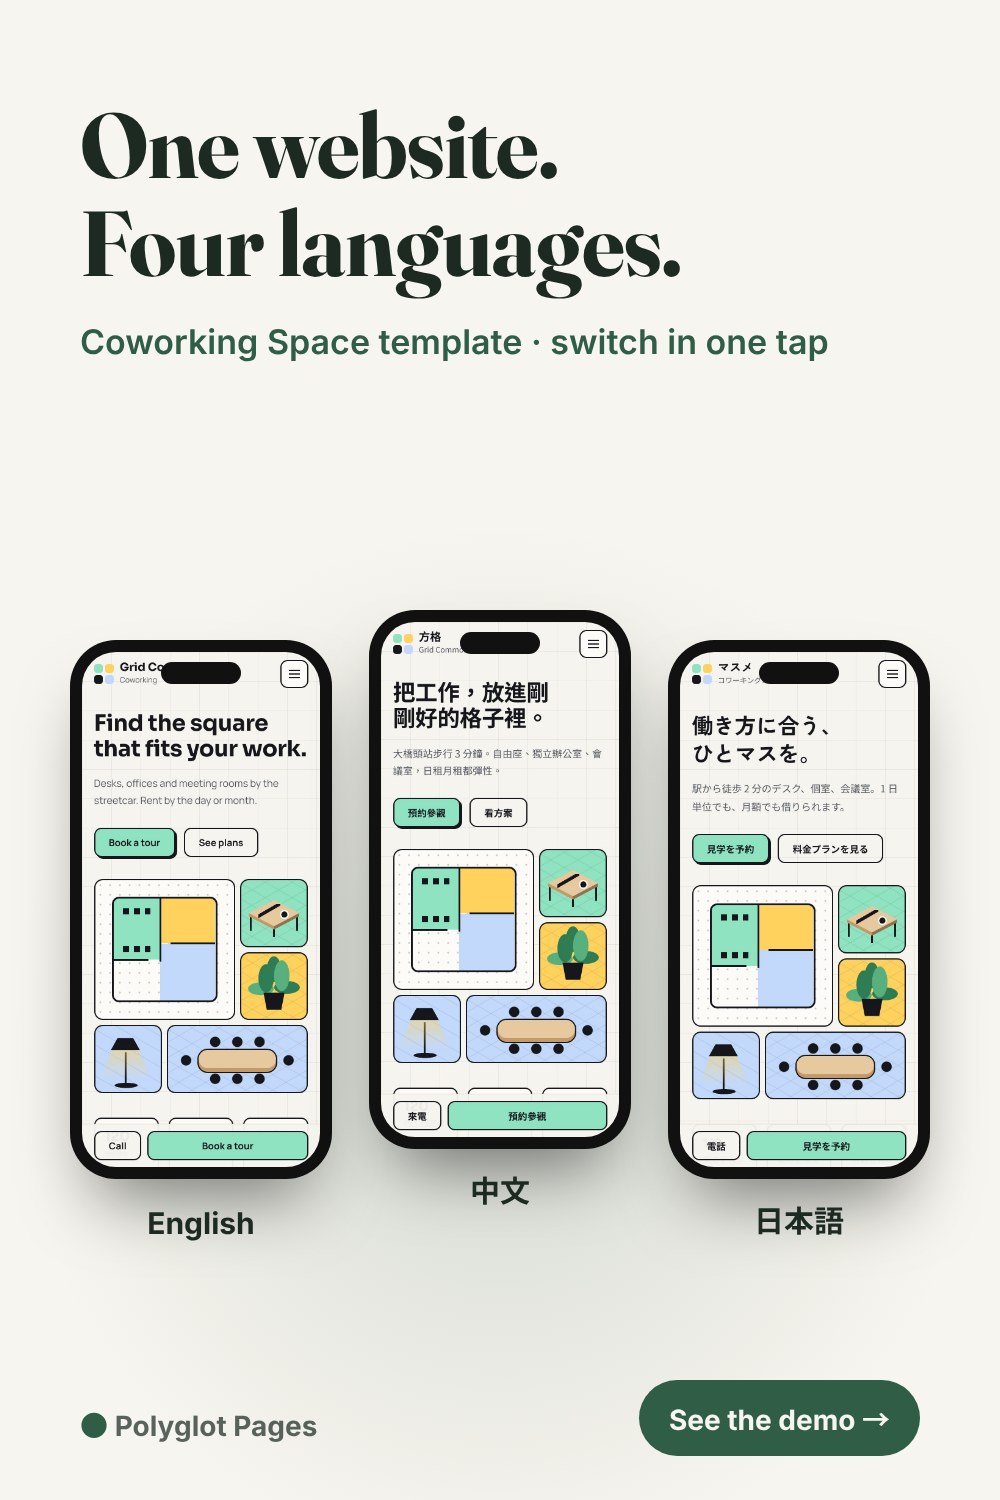 One website.
Four languages.
Coworking Space template · switch in one tap
Grid
Coworking
Find the square
that fits your work.
Desks, offices and meeting rooms by the
streetcar. Rent by the day or month.
Book a tour
See plans
Call
Book a tour
English
方格
Grid
把工作，放進剛
剛好的格子裡。
大橋頭站步行 3 分鐘。自由座、獨立辦公室、會
議室，日租月租都彈性。
預約參觀
看方案
來電
預約參觀
中文
マスメ
コワーキング
働き方に合う、
ひとマスを。
駅から徒歩 2 分のデスク、個室、会議室。1 日
単位でも、月額でも借りられます。
見学を予約
料金プランを見る
電話
見学を予約
日本語
Polyglot Pages
See the demo →